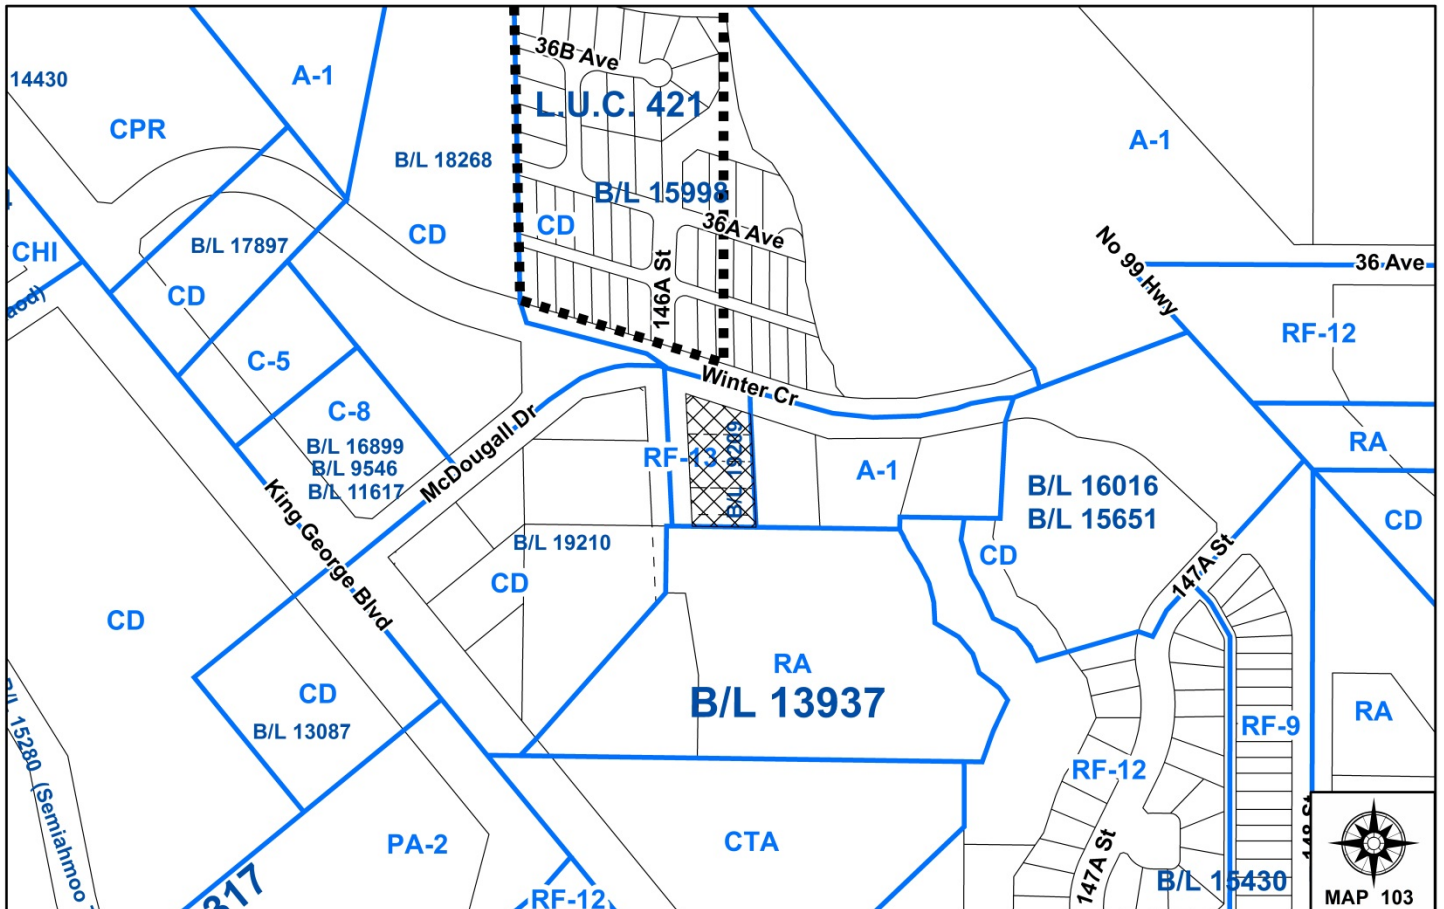 36B Ave
A-1
14430
L.U.C. 421
CPR
A-1
B/L 18268
B/L 15998
CD
CD
36A Ave
B/L 17897
CHI
No 99 Hwy
36 Ave
146A St
CD
RF-12
C-5
Winter Cr
C-8
McDougall Dr
B/L 16899
B/L 9546
B/L 11617
RF-13
B/L 19209
A-1
RA
B/L 16016
B/L 15651
King George Blvd
CD
B/L 19210
CD
CD
147A St
CD
RA
CD
B/L 13937
B/L 13087
RA
RF-9
B/L 15280 (Semiahmoo
RF-12
PA-2
CTA
147A St
148 St
B/L 15430
RF-12
MAP 103